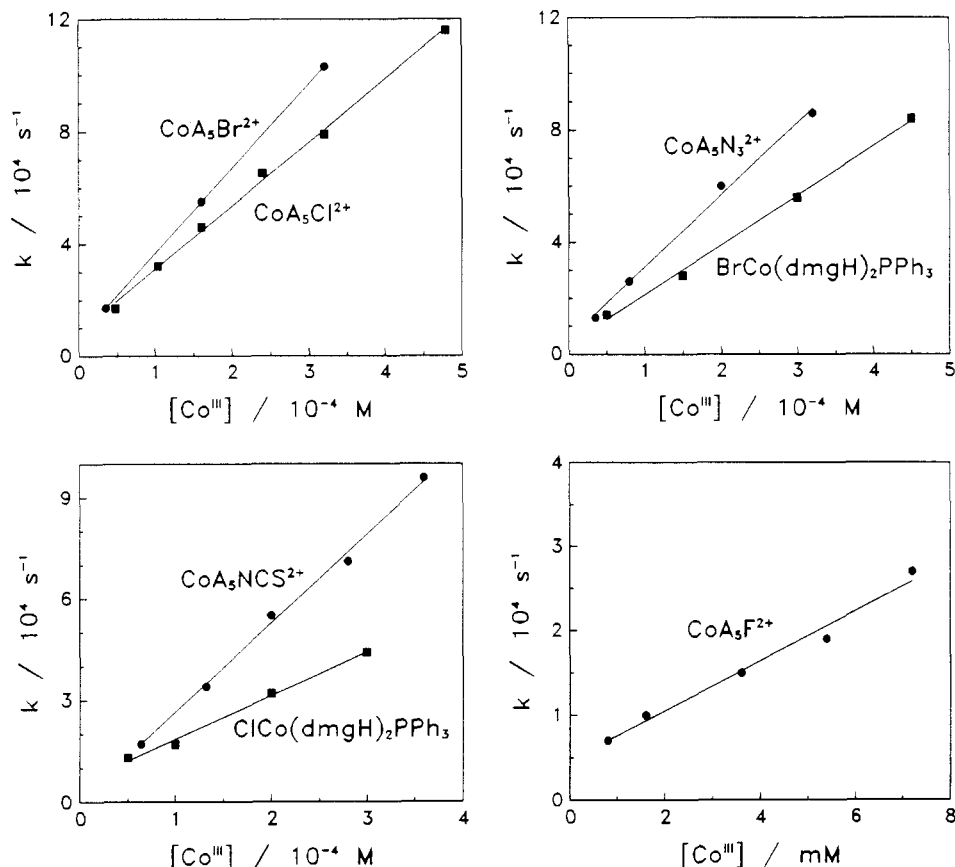 12
8
4
0
k / 10⁴ s⁻¹
CoA₅Br²⁺
CoA₅Cl²⁺
0 1 2 3 4 5
[Coᴵᴵᴵ] / 10⁻⁴ M
12
8
4
0
k / 10⁴ s⁻¹
CoA₅N₃²⁺
BrCo(dmgH)₂PPh₃
0 1 2 3 4 5
[Coᴵᴵᴵ] / 10⁻⁴ M
9
6
3
0
k / 10⁴ s⁻¹
CoA₅NCS²⁺
ClCo(dmgH)₂PPh₃
0 1 2 3 4
[Coᴵᴵᴵ] / 10⁻⁴ M
4
3
2
1
0
k / 10⁴ s⁻¹
CoA₅F²⁺
0 2 4 6 8
[Coᴵᴵᴵ] / mM